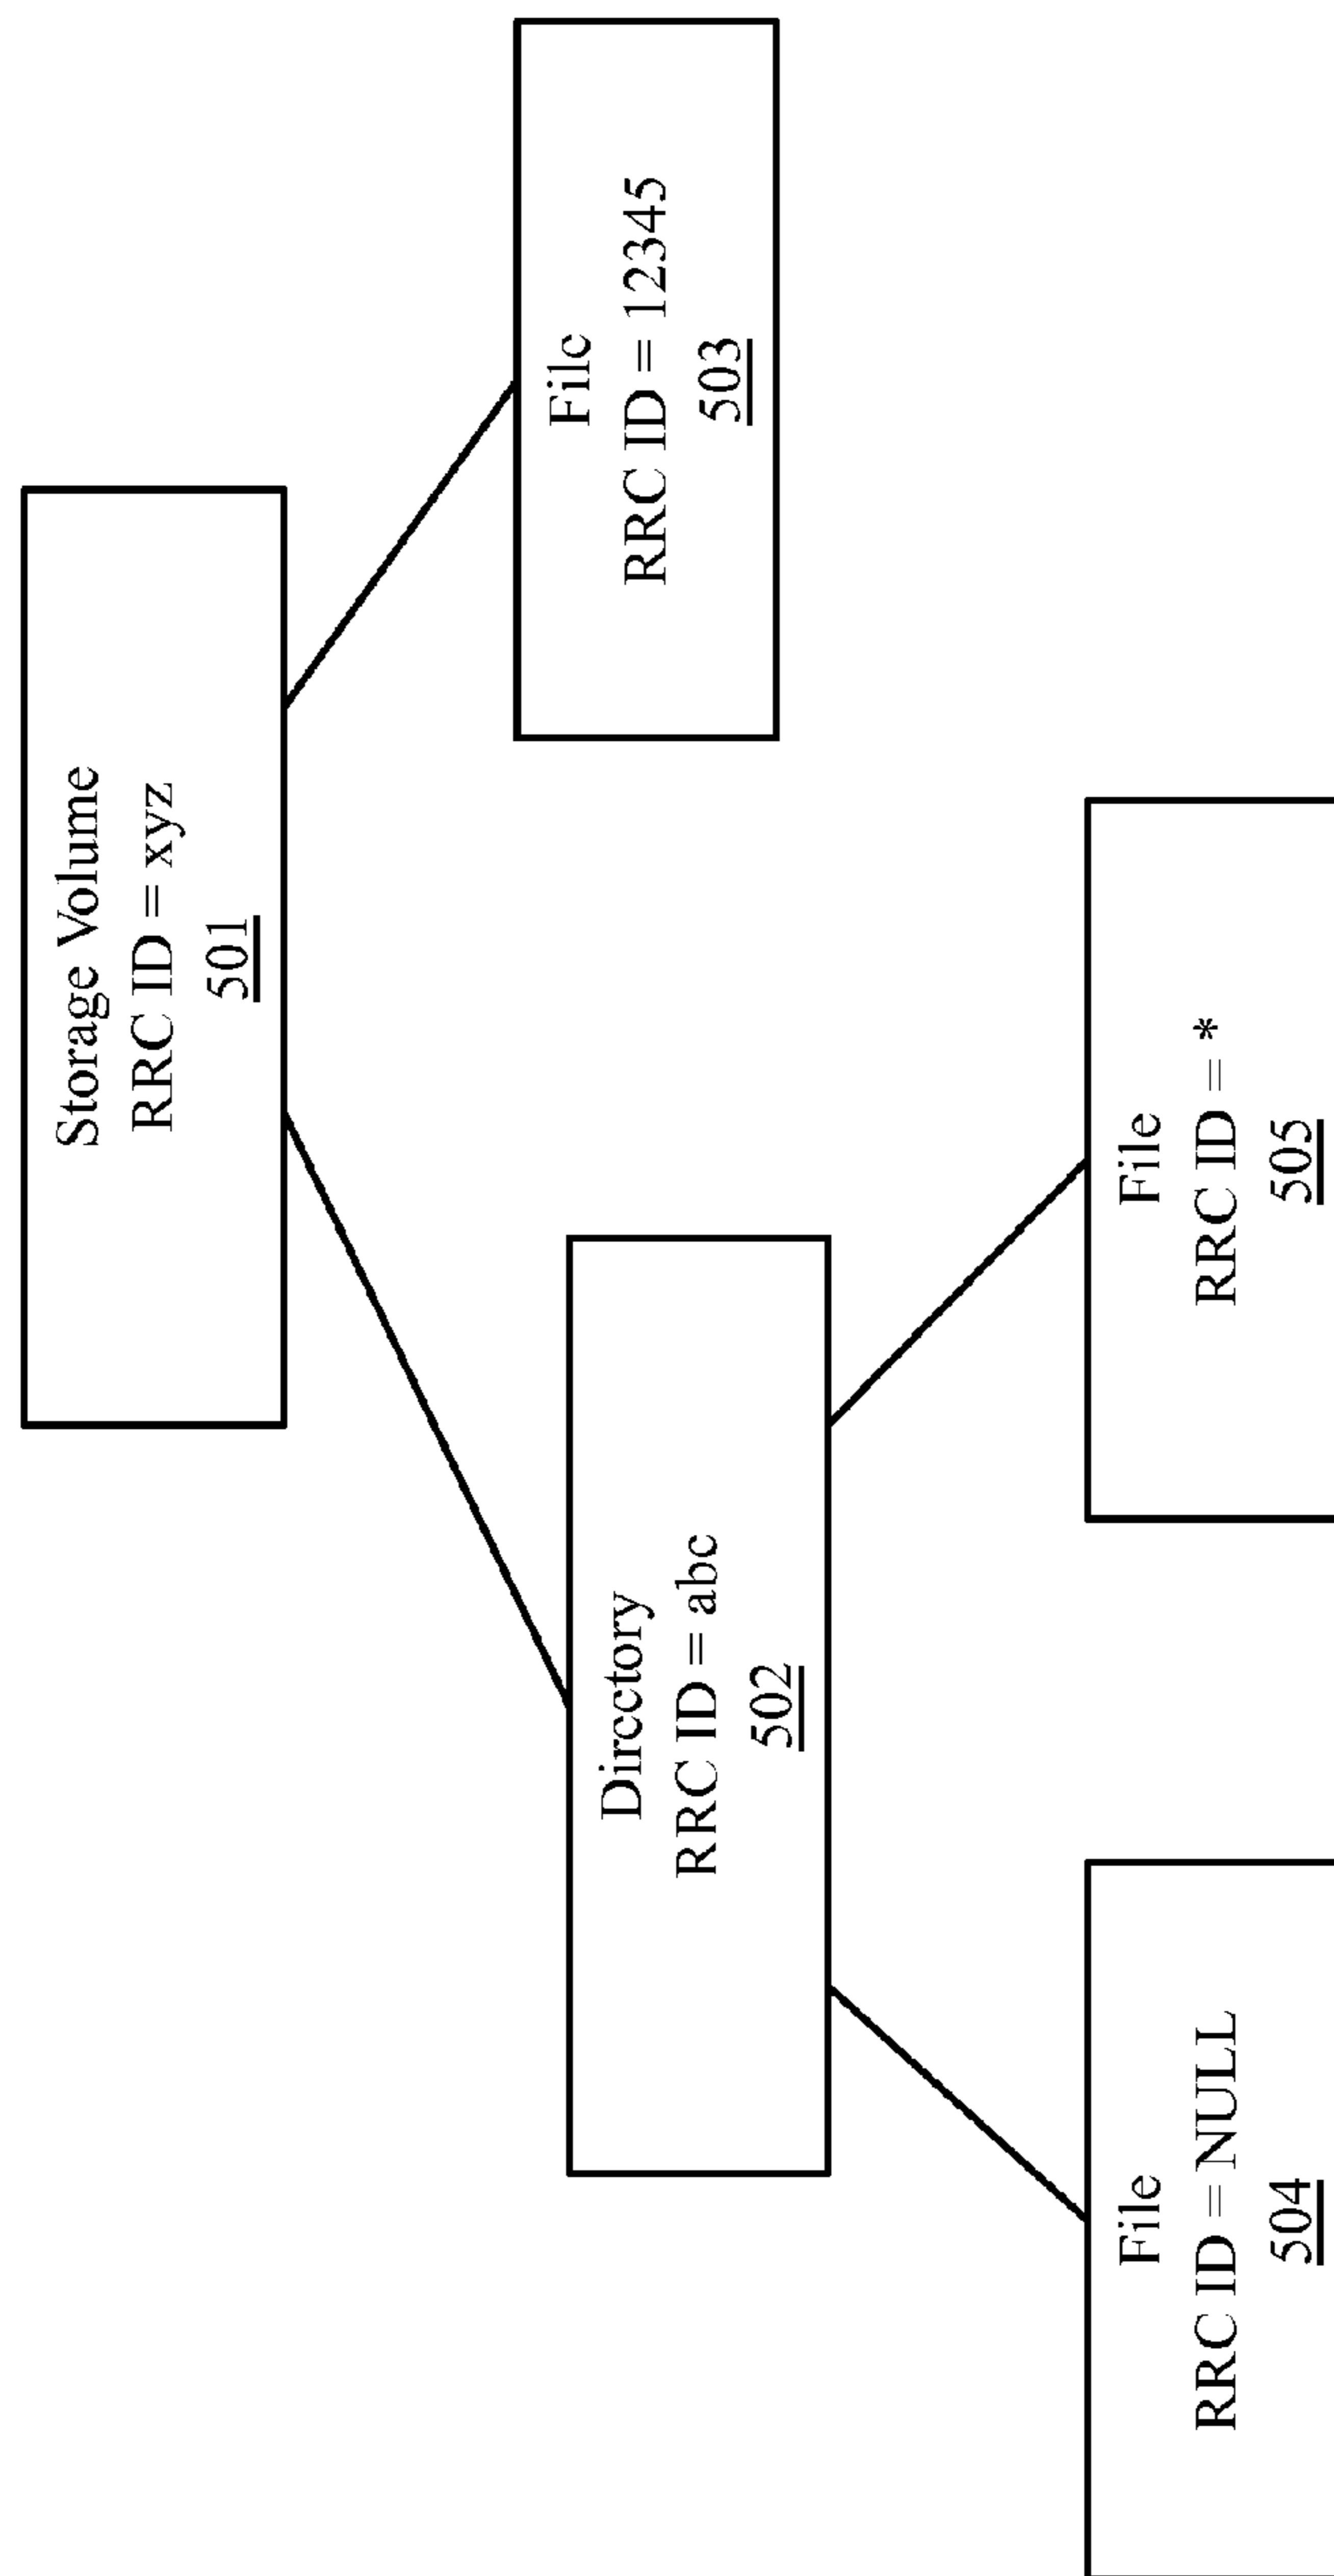 Storage Volume
RRC ID = xyz
501
File
RRC ID = 12345
503
Directory
RRC ID = abc
502
File
RRC ID = NULL
504
File
RRC ID = *
505